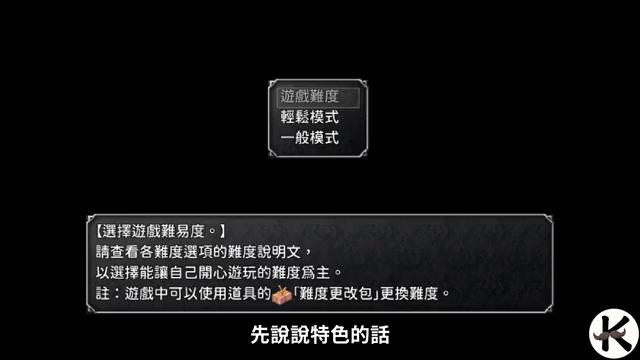 遊戲難度
輕鬆模式
一般模式
【選擇遊戲難易度。】
請查看各難度選項的難度說明文，
以選擇能讓自己開心遊玩的難度爲主。
註：遊戲中可以使用道具的「難度更改包」更換難度。
先說說特色的話
K